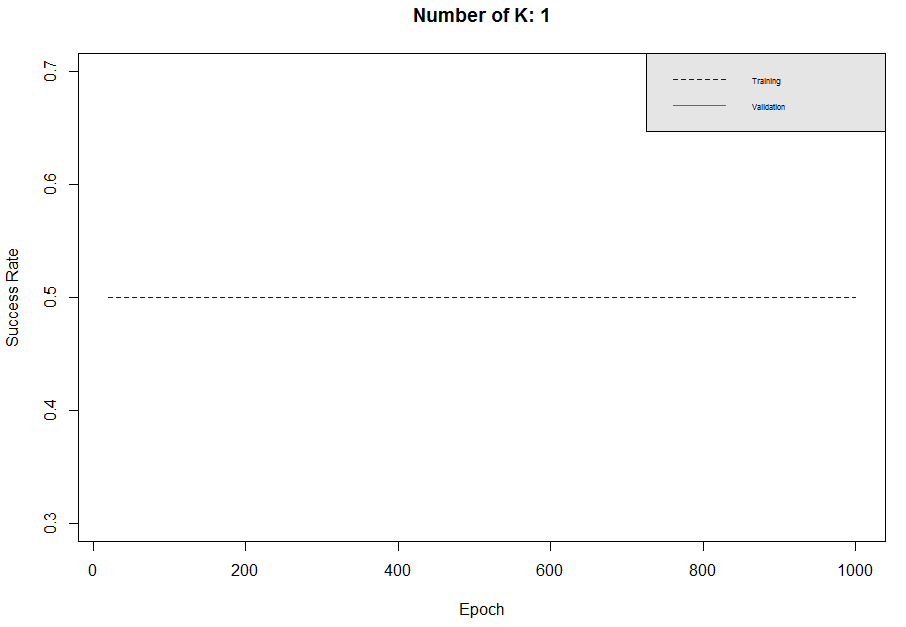 Number of K: 1
Training
Validation
0.7
0.6
0.5
0.4
0.3
Success Rate
0 200 400 600 800 1000
Epoch